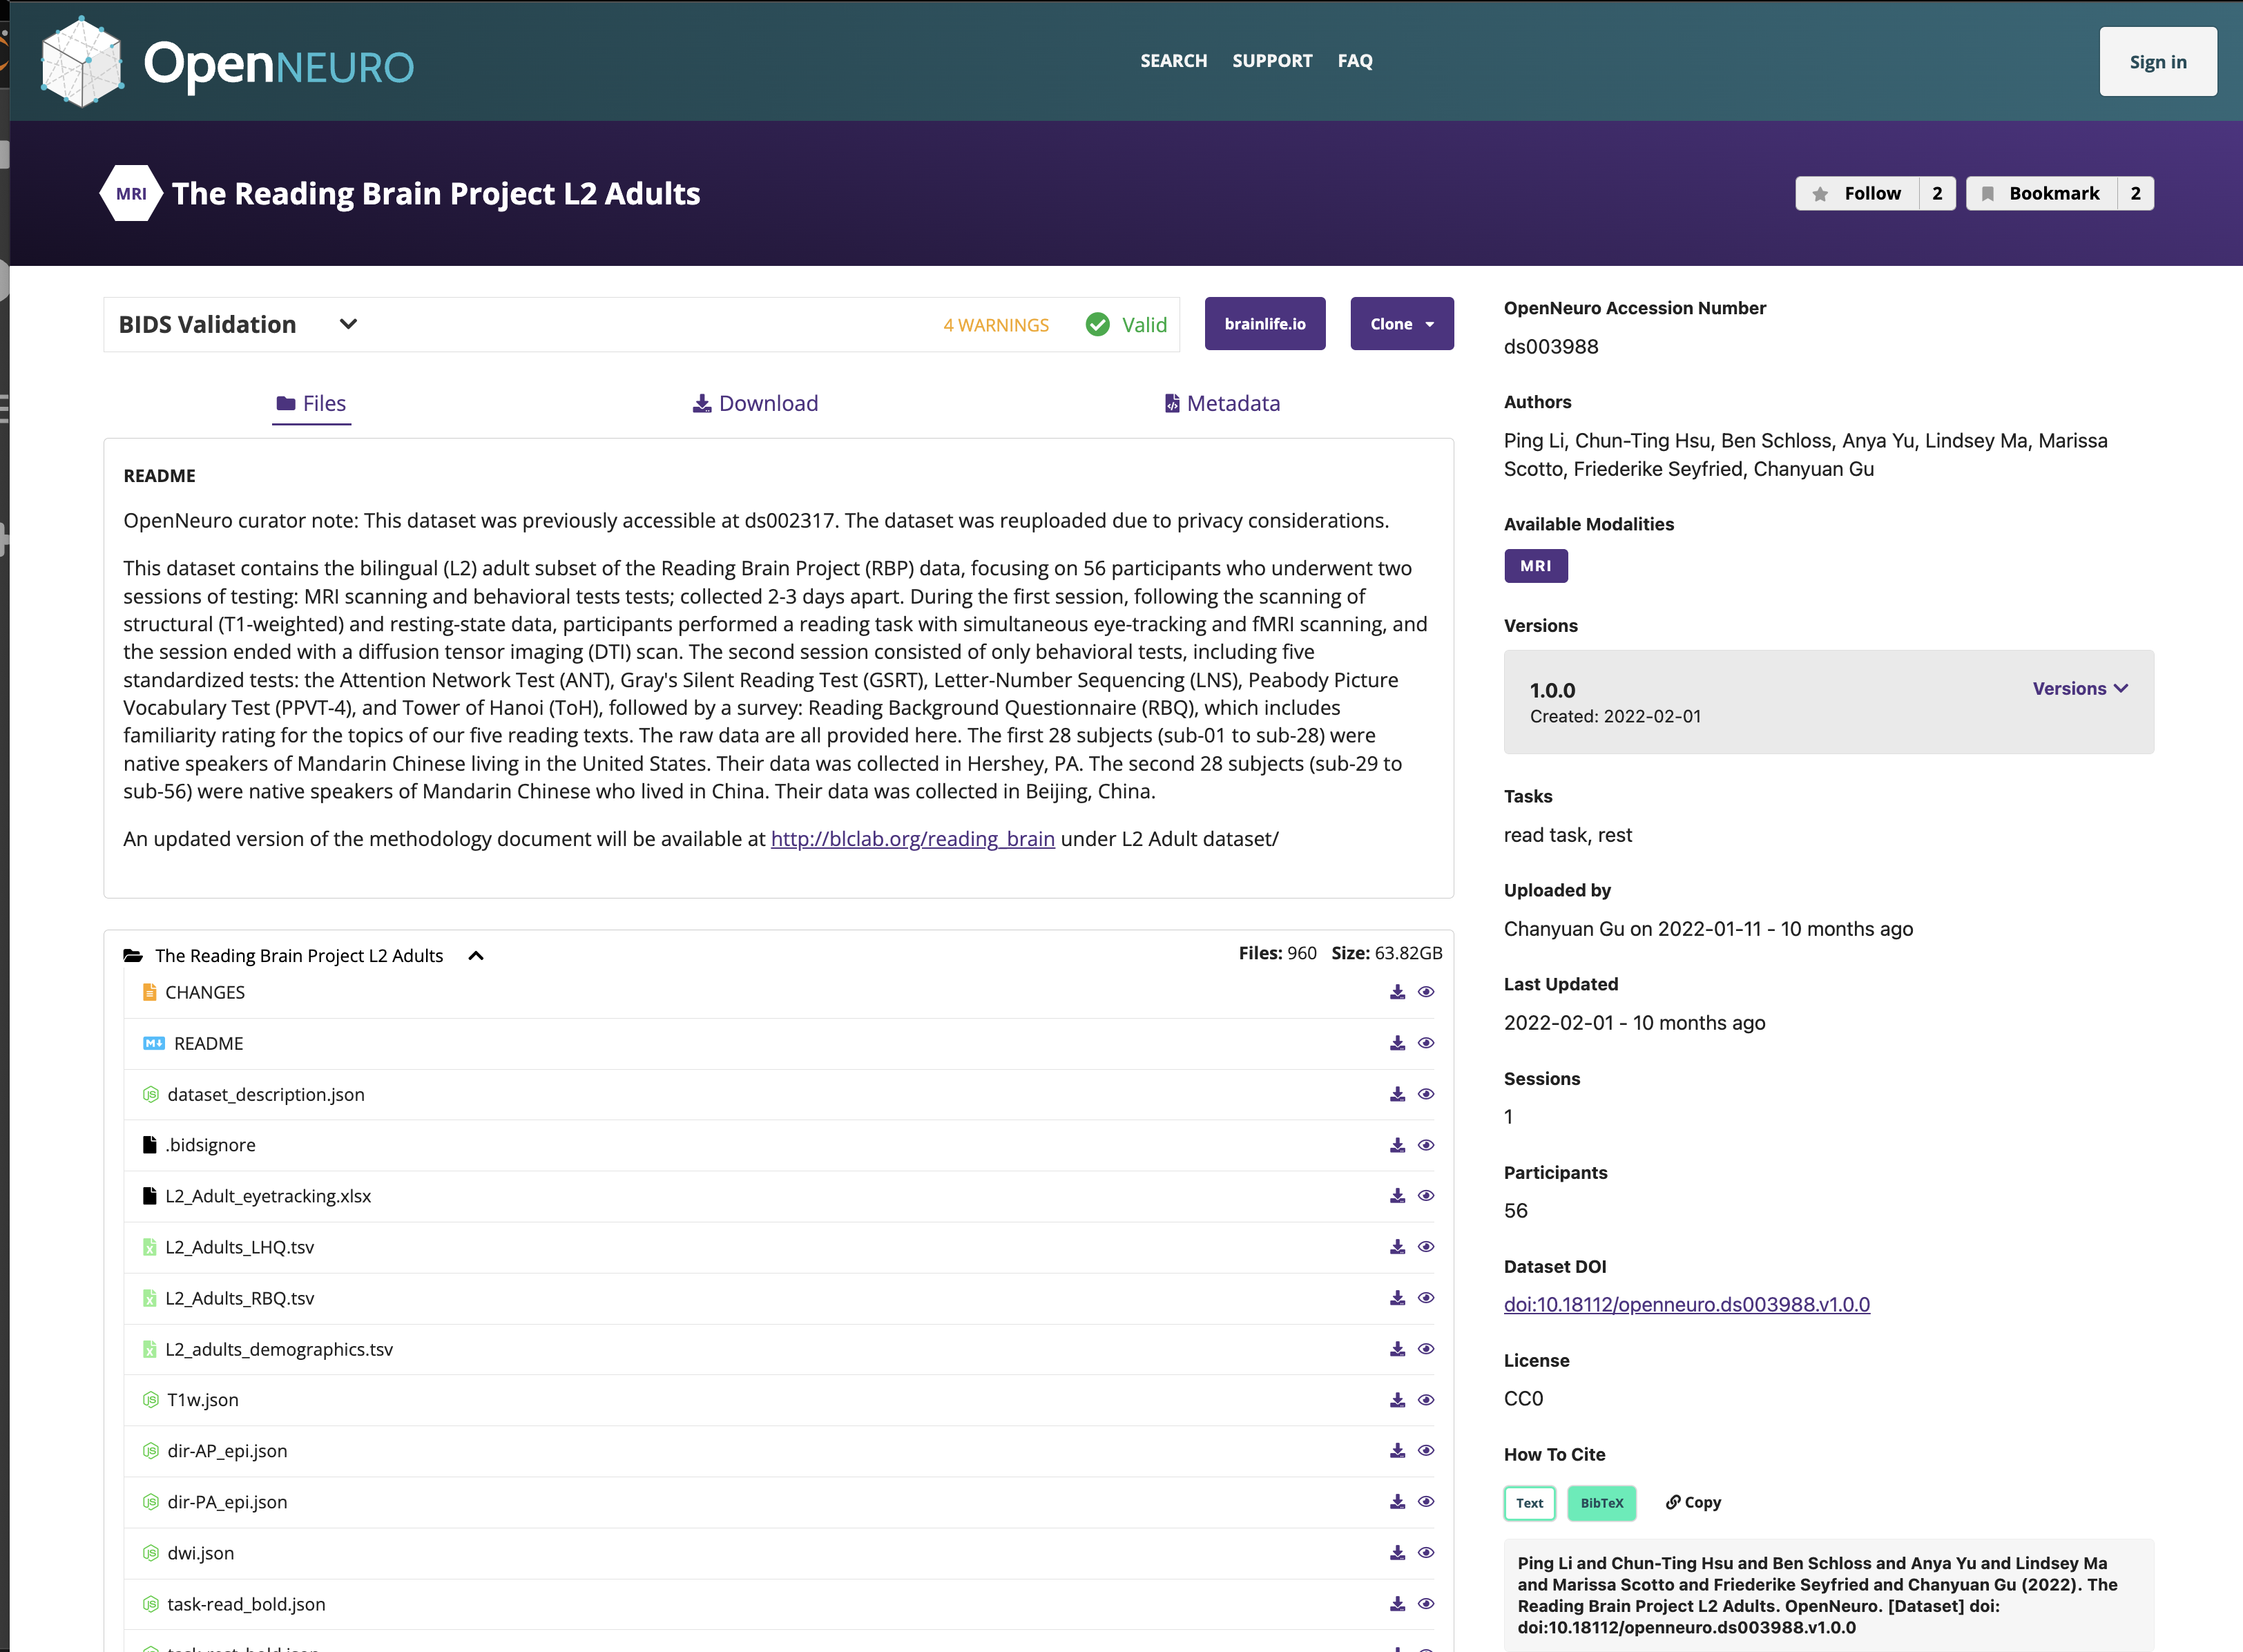 OpenNEURO
SEARCH SUPPORT FAQ
Sign in
MRI The Reading Brain Project L2 Adults
Follow 2 Bookmark 2
BIDS Validation
4 WARNINGS Valid
brainlife.io
Clone
Files
Download
Metadata
README
OpenNeuro curator note: This dataset was previously accessible at ds002317. The dataset was reuploaded due to privacy considerations.
This dataset contains the bilingual (L2) adult subset of the Reading Brain Project (RBP) data, focusing on 56 participants who underwent two
sessions of testing: MRI scanning and behavioral tests tests; collected 2-3 days apart. During the first session, following the scanning of
structural (T1-weighted) and resting-state data, participants performed a reading task with simultaneous eye-tracking and fMRI scanning, and
the session ended with a diffusion tensor imaging (DTI) scan. The second session consisted of only behavioral tests, including five
standardized tests: the Attention Network Test (ANT), Gray's Silent Reading Test (GSRT), Letter-Number Sequencing (LNS), Peabody Picture
Vocabulary Test (PPVT-4), and Tower of Hanoi (ToH), followed by a survey: Reading Background Questionnaire (RBQ), which includes
familiarity rating for the topics of our five reading texts. The raw data are all provided here. The first 28 subjects (sub-01 to sub-28) were
native speakers of Mandarin Chinese living in the United States. Their data was collected in Hershey, PA. The second 28 subjects (sub-29 to
sub-56) were native speakers of Mandarin Chinese who lived in China. Their data was collected in Beijing, China.
An updated version of the methodology document will be available at http://blclab.org/reading_brain under L2 Adult dataset/
The Reading Brain Project L2 Adults
Files: 960 Size: 63.82GB
CHANGES
README
dataset_description.json
.bidsignore
L2_Adult_eyetracking.xlsx
L2_Adults_LHQ.tsv
L2_Adults_RBQ.tsv
L2_adults_demographics.tsv
T1w.json
dir-AP_epi.json
dir-PA_epi.json
dwi.json
task-read_bold.json
OpenNeuro Accession Number
ds003988
Authors
Ping Li, Chun-Ting Hsu, Ben Schloss, Anya Yu, Lindsey Ma, Marissa
Scotto, Friederike Seyfried, Chanyuan Gu
Available Modalities
MRI
Versions
1.0.0
Versions
Created: 2022-02-01
Tasks
read task, rest
Uploaded by
Chanyuan Gu on 2022-01-11 - 10 months ago
Last Updated
2022-02-01 - 10 months ago
Sessions
1
Participants
56
Dataset DOI
doi:10.18112/openneuro.ds003988.v1.0.0
License
CC0
How To Cite
Text BibTeX Copy
Ping Li and Chun-Ting Hsu and Ben Schloss and Anya Yu and Lindsey Ma
and Marissa Scotto and Friederike Seyfried and Chanyuan Gu (2022). The
Reading Brain Project L2 Adults. OpenNeuro. [Dataset] doi:
doi:10.18112/openneuro.ds003988.v1.0.0